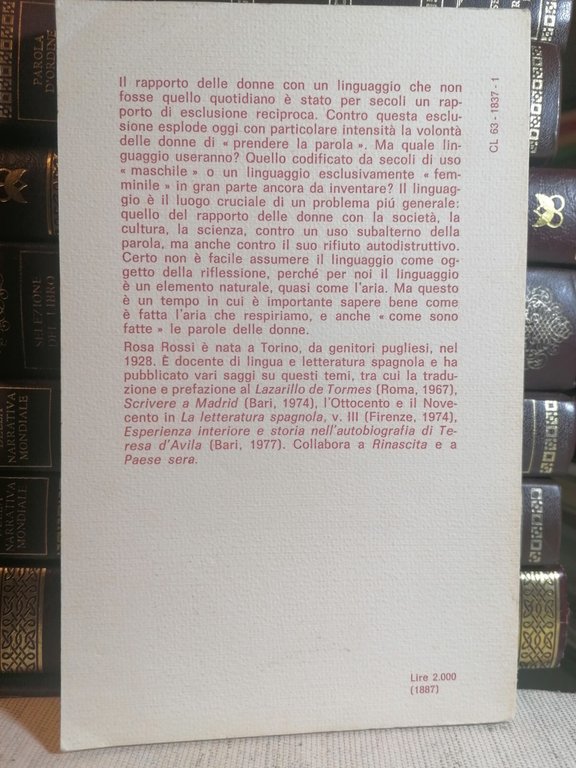 Il rapporto delle donne con un linguaggio che non
fosse quello quotidiano è stato per secoli un rap-
porto di esclusione reciproca. Contro questa esclu-
sione esplode oggi con particolare intensità la volontà
delle donne di « prendere la parola ». Ma quale lin-
guaggio useranno? Quello codificato da secoli di uso
« maschile » o un linguaggio esclusivamente « fem-
minile » in gran parte ancora da inventare? Il linguag-
gio è il luogo cruciale di un problema piú generale:
quello del rapporto delle donne con la società, la
cultura, la scienza, contro un uso subalterno della
parola, ma anche contro il suo rifiuto autodistruttivo.
Certo non è facile assumere il linguaggio come og-
getto della riflessione, perché per noi il linguaggio
è un elemento naturale, quasi come l'aria. Ma questo
è un tempo in cui è importante sapere bene come
è fatta l'aria che respiriamo, e anche « come sono
fatte » le parole delle donne.
Rosa Rossi è nata a Torino, da genitori pugliesi, nel
1928. È docente di lingua e letteratura spagnola e ha
pubblicato vari saggi su questi temi, tra cui la tradu-
zione e prefazione al Lazarillo de Tormes (Roma, 1967),
Scrivere a Madrid (Bari, 1974), l'Ottocento e il Nove-
cento in La letteratura spagnola, v. III (Firenze, 1974),
Esperienza interiore e storia nell'autobiografia di Te-
resa d'Avila (Bari, 1977). Collabora a Rinascita e a
Paese sera.
CL 63-1837-1
Lire 2.000
(1887)
PAROLA
D'ORDINE
SELEZIONE
DEL LIBRO
NARRATIVA
MONDIALE
NARRATIVA
MONDIALE